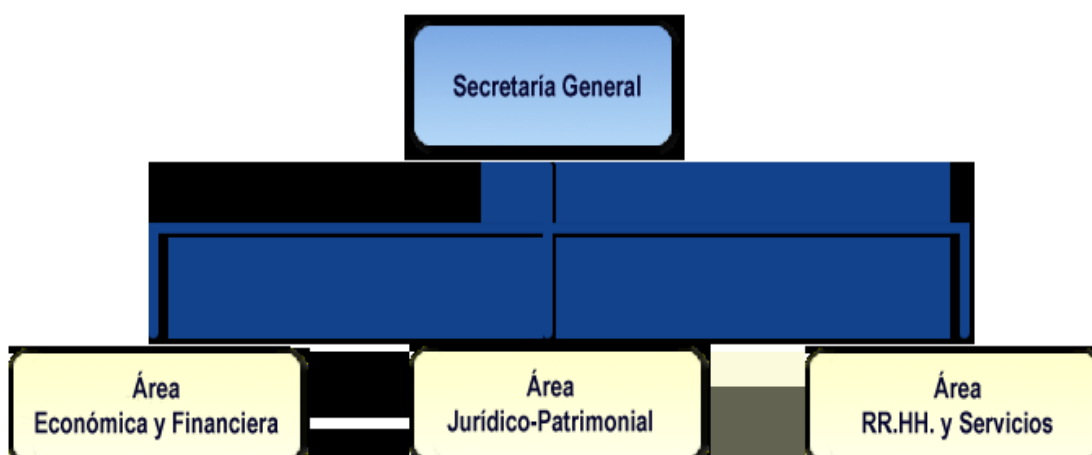 Secretaría General
Área
Económica y Financiera
Área
Jurídico-Patrimonial
Área
RR.HH. y Servicios